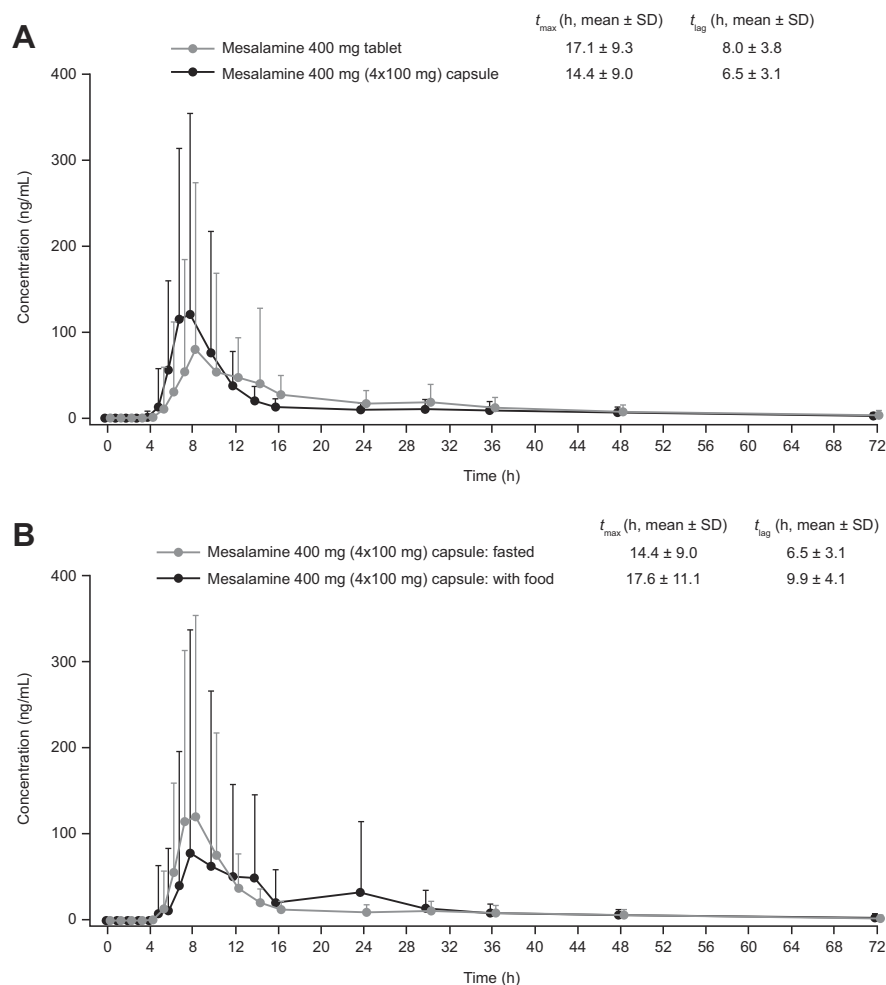 A
t max (h, mean ± SD) t lag (h, mean ± SD)
Mesalamine 400 mg tablet 17.1 ± 9.3 8.0 ± 3.8
Mesalamine 400 mg (4x100 mg) capsule 14.4 ± 9.0 6.5 ± 3.1
400
300
200
100
0
Concentration (ng/mL)
0 4 8 12 16 20 24 28 32 36 40 44 48 52 56 60 64 68 72
Time (h)
B
t max (h, mean ± SD) t lag (h, mean ± SD)
Mesalamine 400 mg (4x100 mg) capsule: fasted 14.4 ± 9.0 6.5 ± 3.1
Mesalamine 400 mg (4x100 mg) capsule: with food 17.6 ± 11.1 9.9 ± 4.1
400
300
200
100
0
Concentration (ng/mL)
0 4 8 12 16 20 24 28 32 36 40 44 48 52 56 60 64 68 72
Time (h)